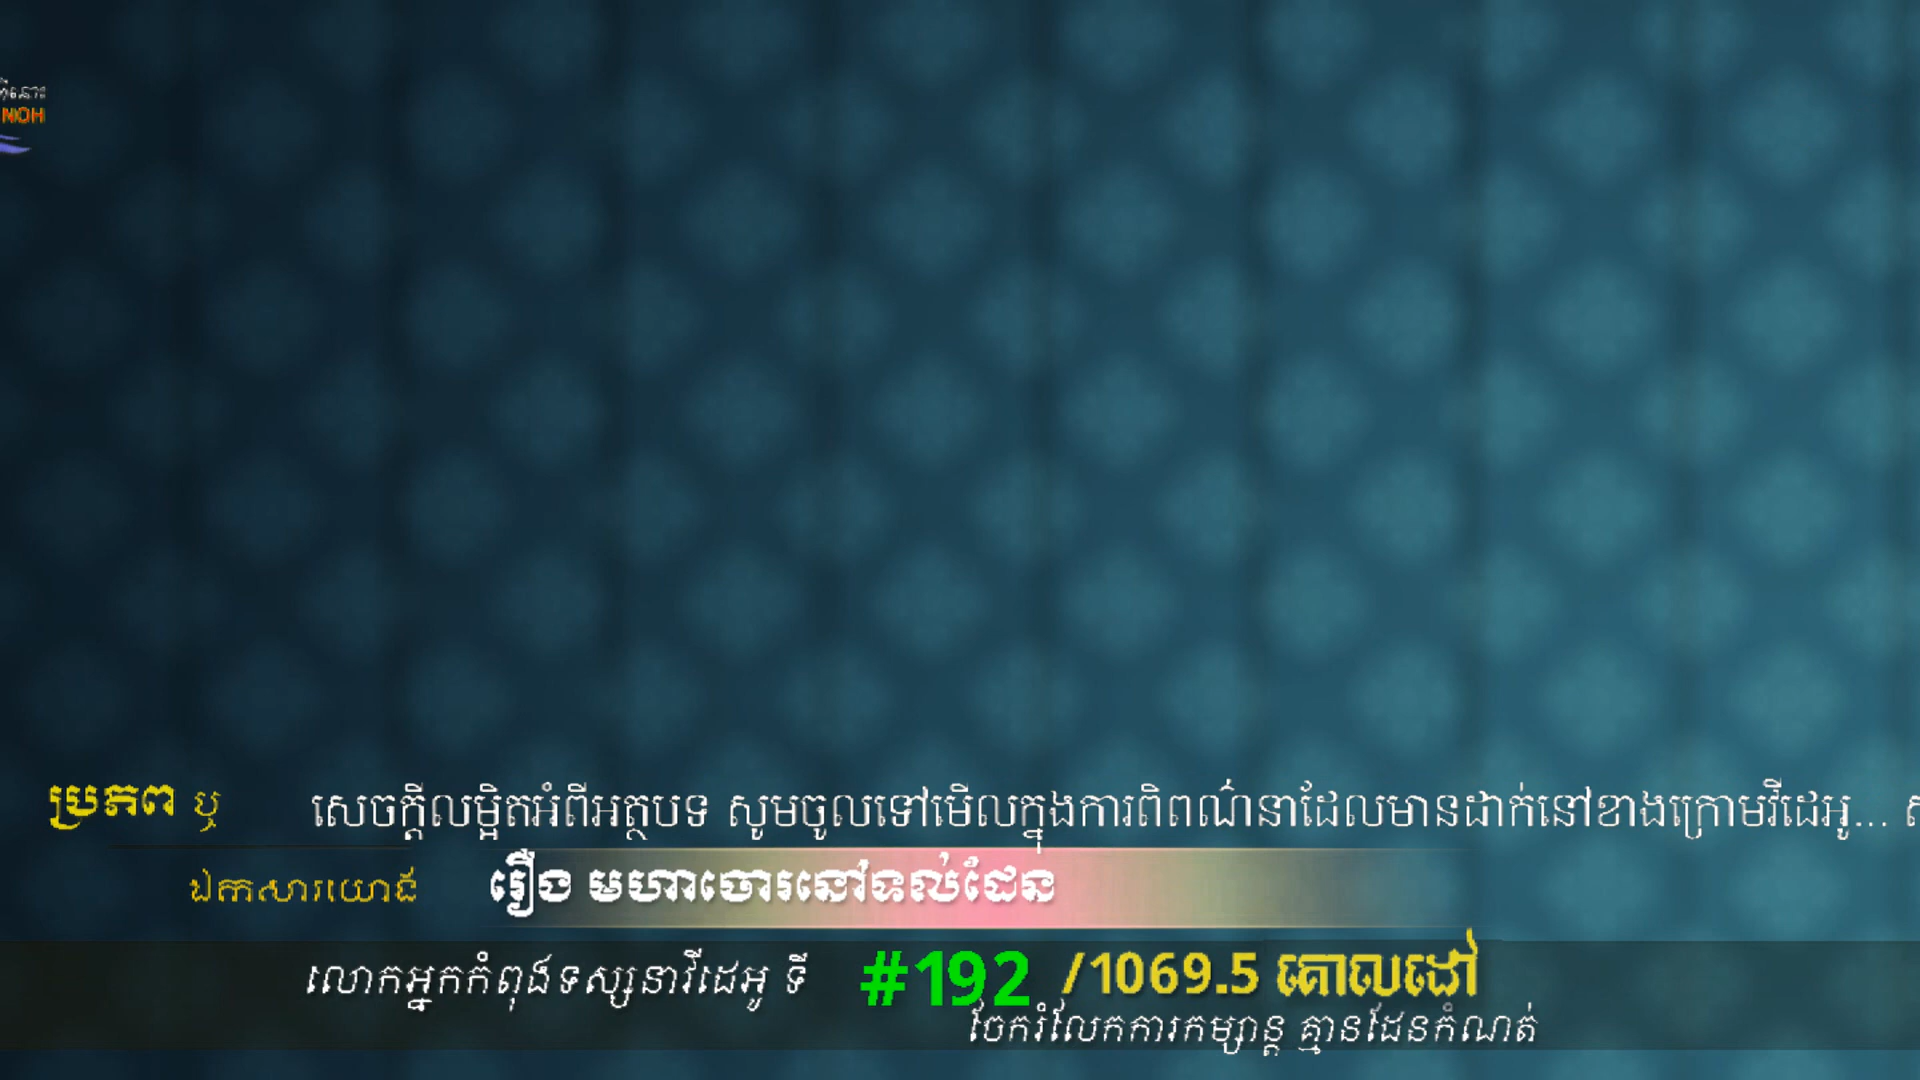 NOH
ប្រភព ឬ
សេចក្តីលម្អិតអំពីអត្ថបទ សូមចូលទៅមើលក្នុងការពិពណ៌នាដែលមានដាក់នៅខាងក្រោមវីដេអូ...
ឯកសារយោង
រឿង មហាចោរនៅទល់ដែន
លោកអ្នកកំពុងទស្សនាវីដេអូ ទី #192 /1069.5 គោលដៅ
ចែករំលែកការកម្សាន្ត គ្មានដែនកំណត់